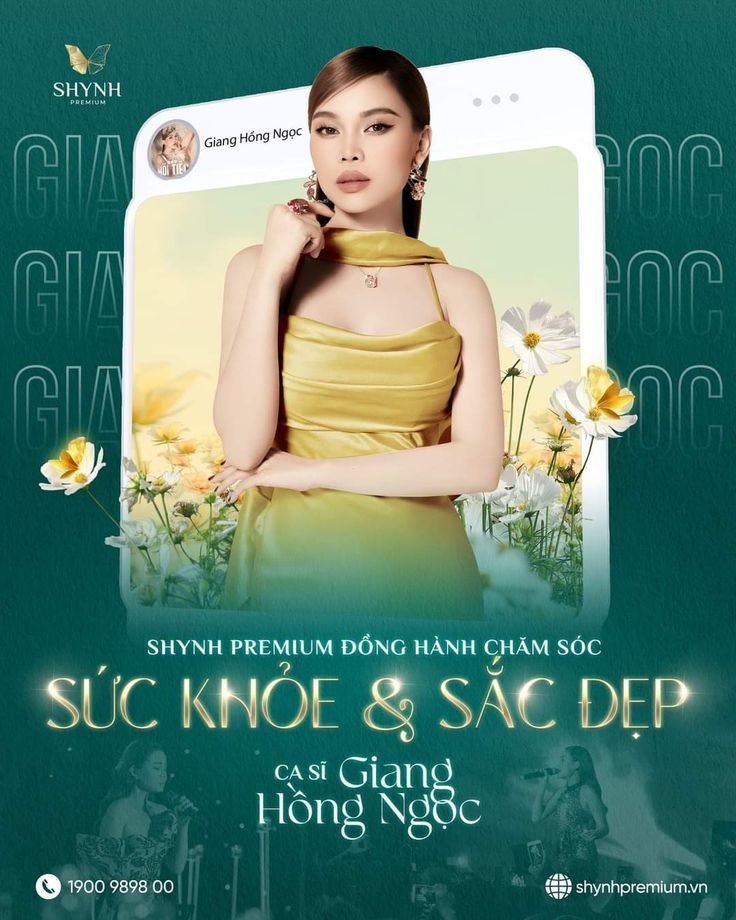 SHYNH
PREMIUM
Giang Hồng Ngọc
SHYNH PREMIUM ĐỒNG HÀNH CHĂM SÓC
SỨC KHỎE & SẮC ĐẸP
CA SĨ Giang
Hồng Ngọc
1900 9898 00
shynhpremium.vn